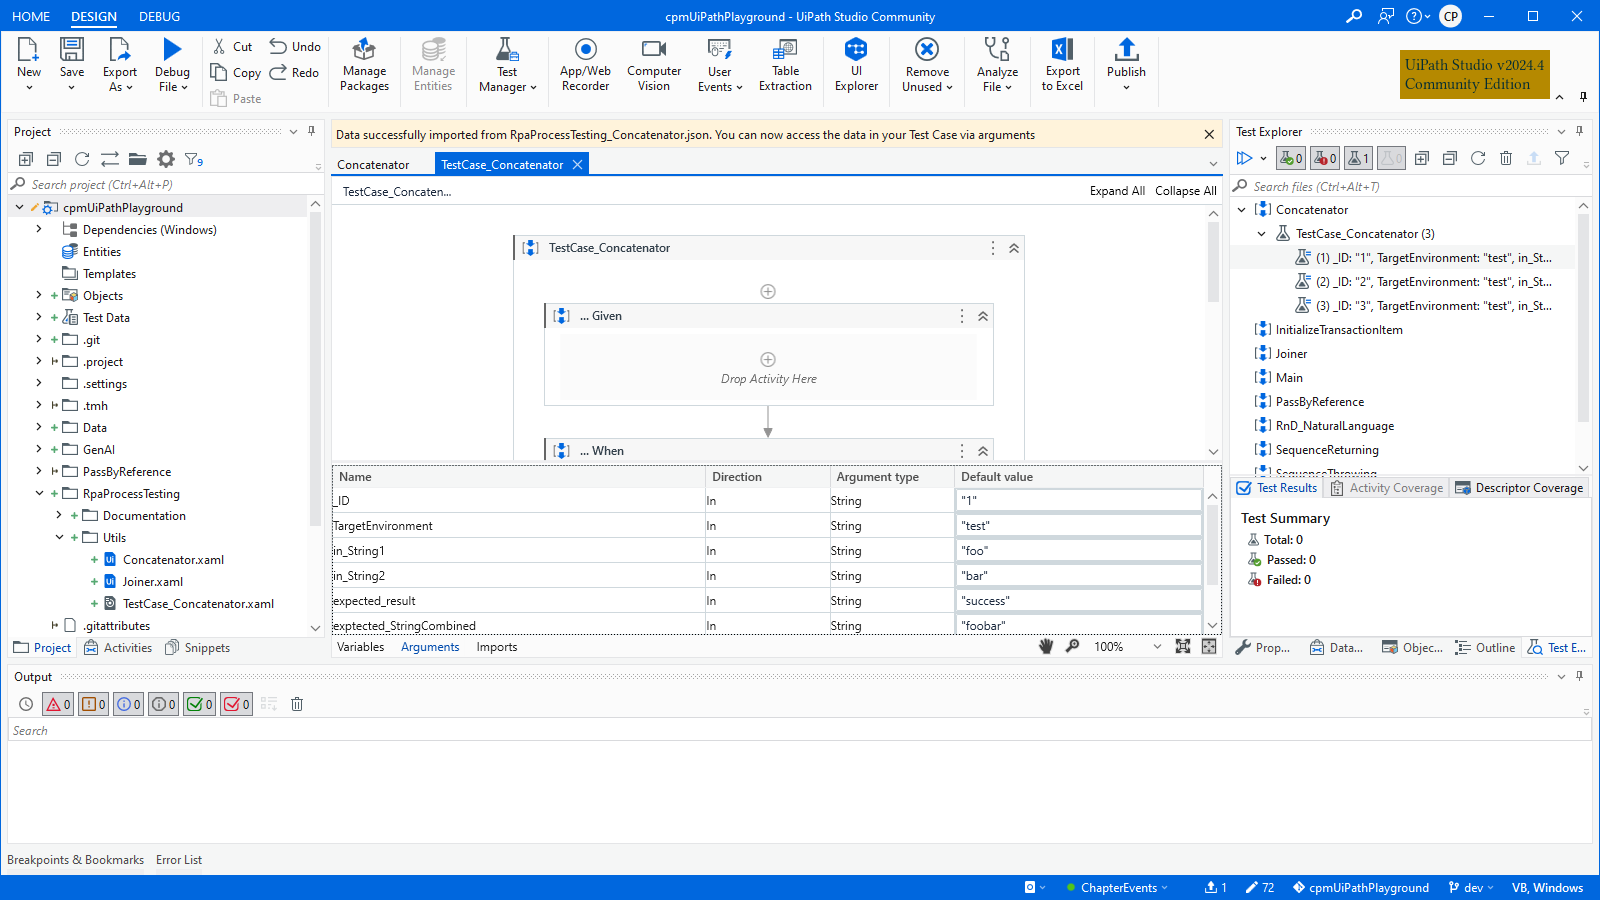 HOME DESIGN DEBUG
cpmUiPathPlayground - UiPath Studio Community
CP
New
Save
Export As
Debug File
Cut
Copy
Paste
Undo
Redo
Manage Packages
Manage Entities
Test Manager
App/Web Recorder
Computer Vision
User Events
Table Extraction
UI Explorer
Remove Unused
Analyze File
Export to Excel
Publish
UiPath Studio v2024.4
Community Edition
Project
9
Search project (Ctrl+Alt+P)
cpmUiPathPlayground
Dependencies (Windows)
Entities
Templates
Objects
Test Data
.git
.project
.settings
.tmh
Data
GenAI
PassByReference
RpaProcessTesting
Documentation
Utils
Concatenator.xaml
Joiner.xaml
TestCase_Concatenator.xaml
.gitattributes
Project Activities Snippets
Data successfully imported from RpaProcessTesting_Concatenator.json. You can now access the data in your Test Case via arguments
Concatenator TestCase_Concatenator
TestCase_Concaten... Expand All Collapse All
TestCase_Concatenator
... Given
Drop Activity Here
... When
Name Direction Argument type Default value
_ID In String "1"
TargetEnvironment In String "test"
in_String1 In String "foo"
in_String2 In String "bar"
expected_result In String "success"
exptected_StringCombined In String "foobar"
Variables Arguments Imports 100%
Test Explorer
0 0 1 0
Search files (Ctrl+Alt+T)
Concatenator
TestCase_Concatenator (3)
(1) _ID: "1", TargetEnvironment: "test", in_St...
(2) _ID: "2", TargetEnvironment: "test", in_St...
(3) _ID: "3", TargetEnvironment: "test", in_St...
InitializeTransactionItem
Joiner
Main
PassByReference
RnD_NaturalLanguage
SequenceReturning
SequenceThrowing
Test Results Activity Coverage Descriptor Coverage
Test Summary
Total: 0
Passed: 0
Failed: 0
Prop... Data... Objec... Outline Test E...
Output
0 0 0 0 0 0
Search
Breakpoints & Bookmarks Error List
ChapterEvents 1 72 cpmUiPathPlayground dev VB, Windows